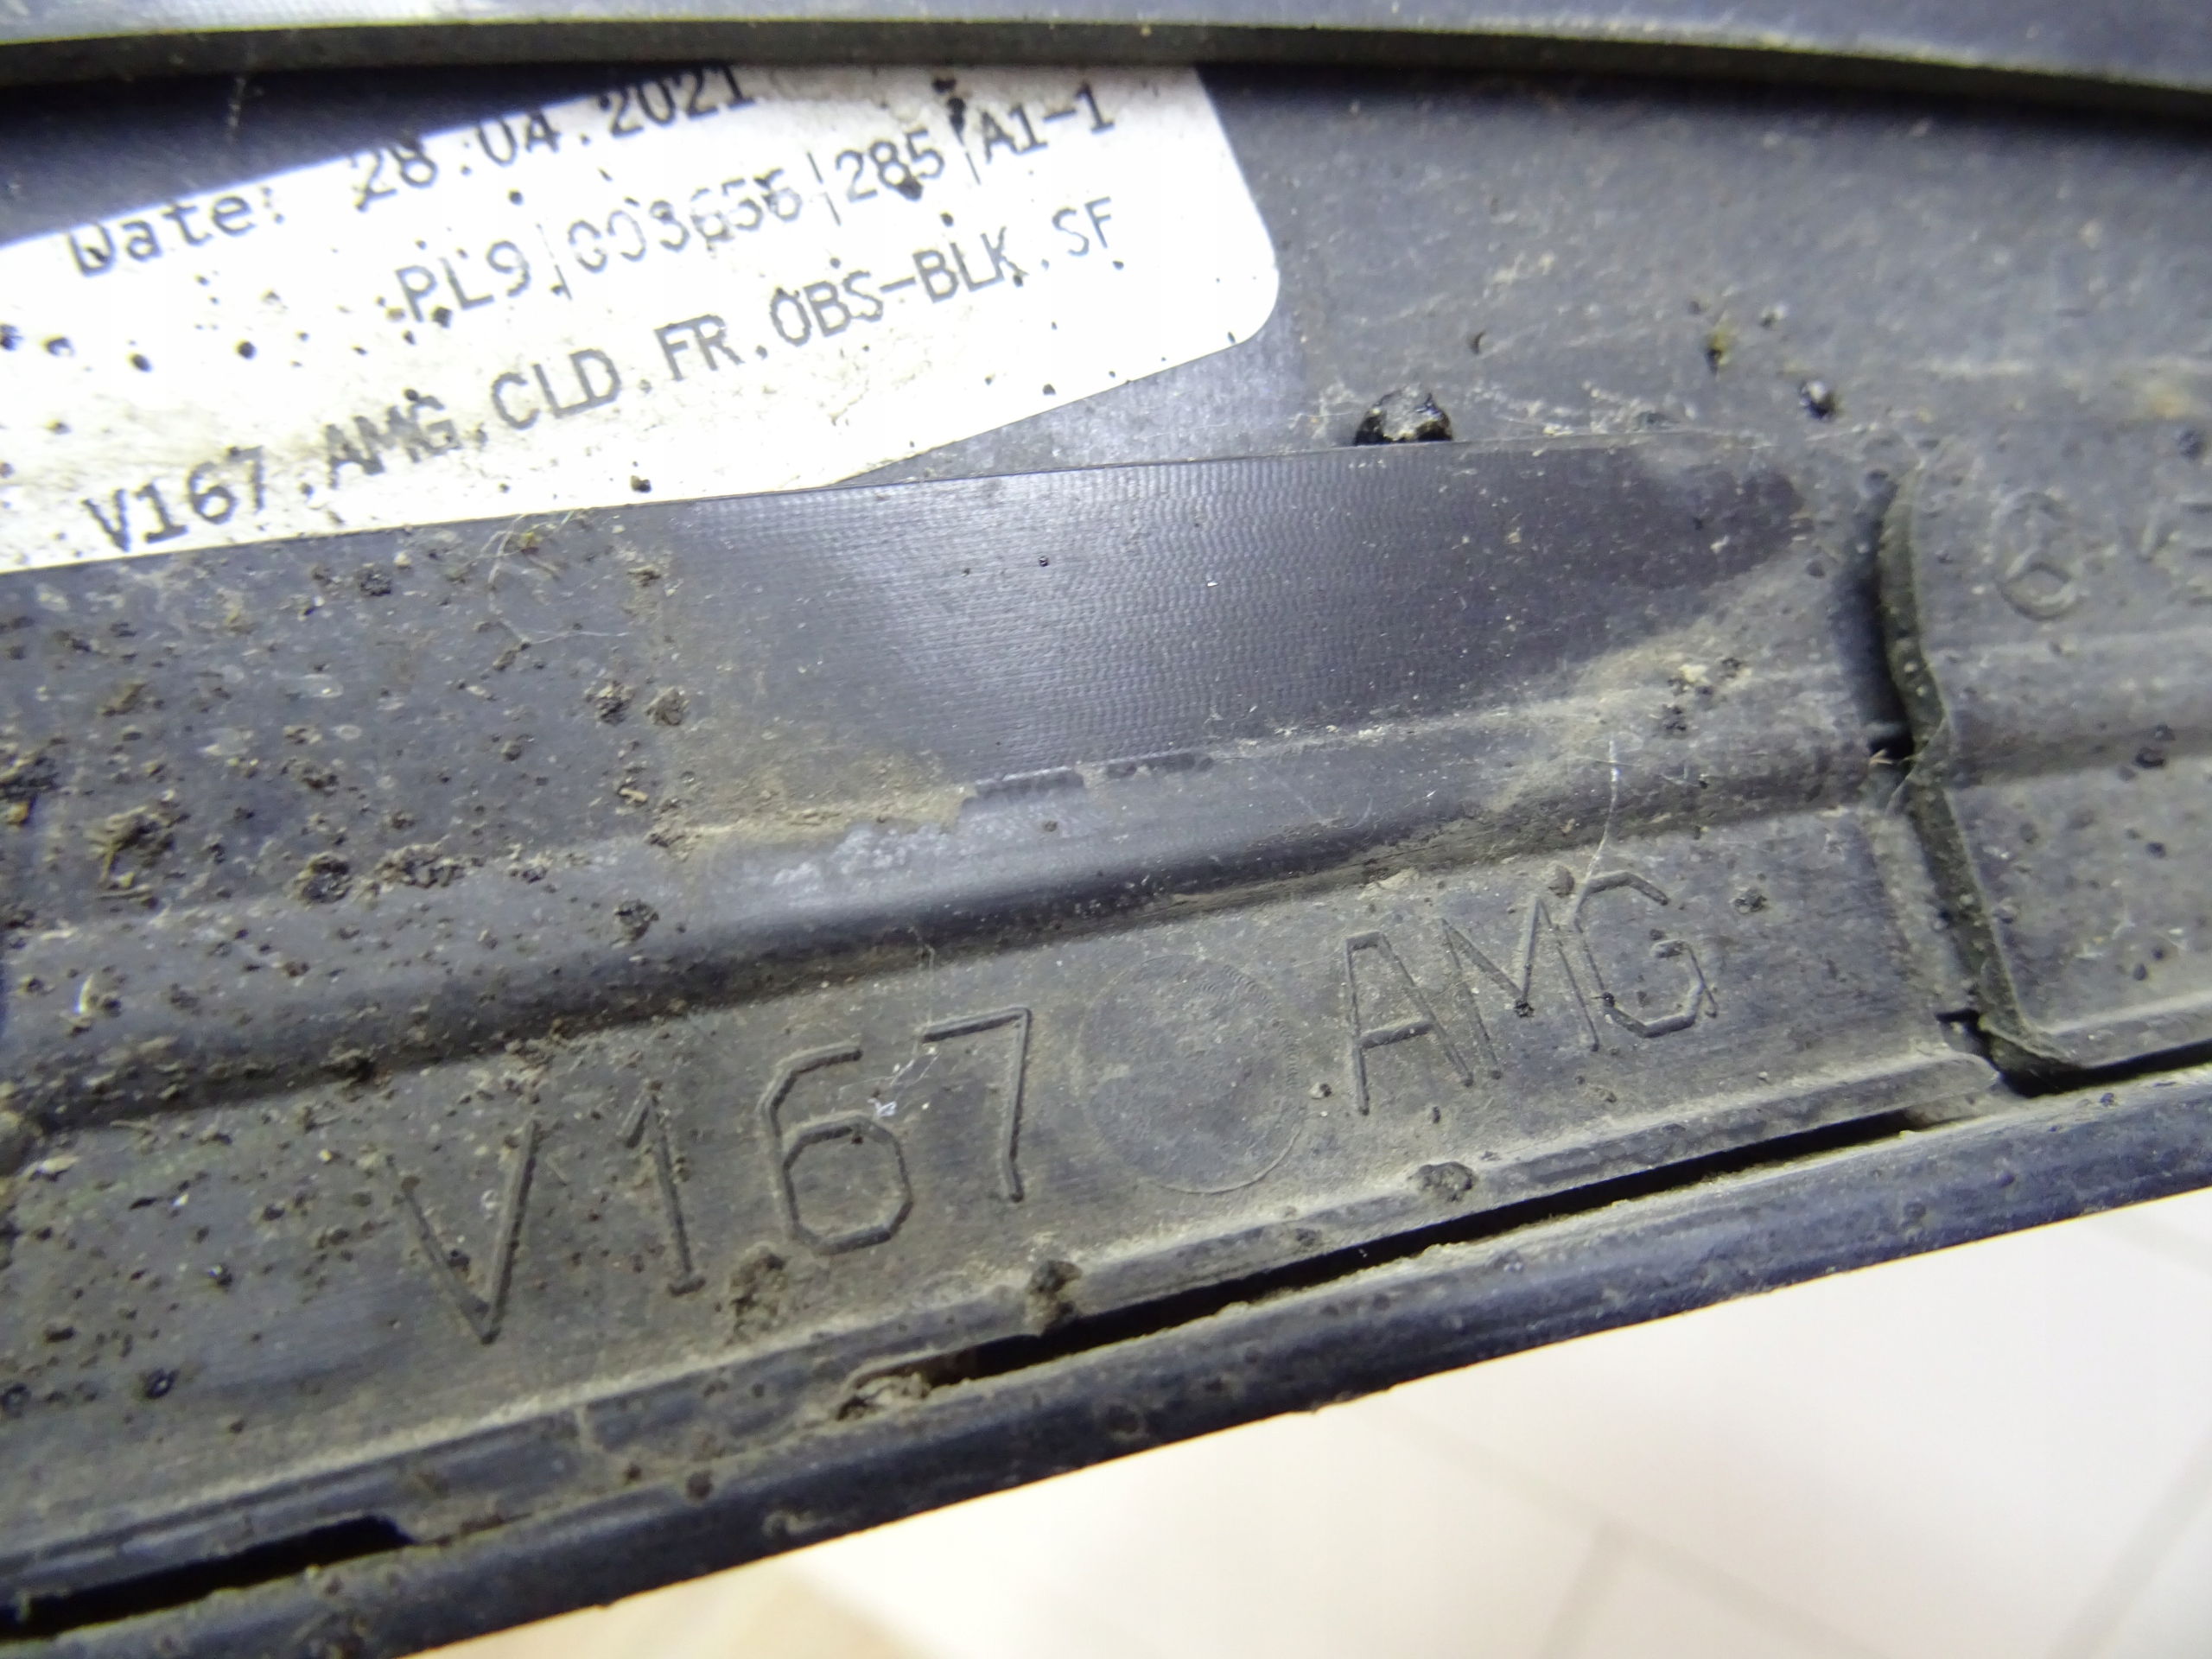 Date: 28.04.2021
PL9|003656|285|A1-1
V167.AMG.CLD.FR.OBS-BLK.SF
V167 AMG